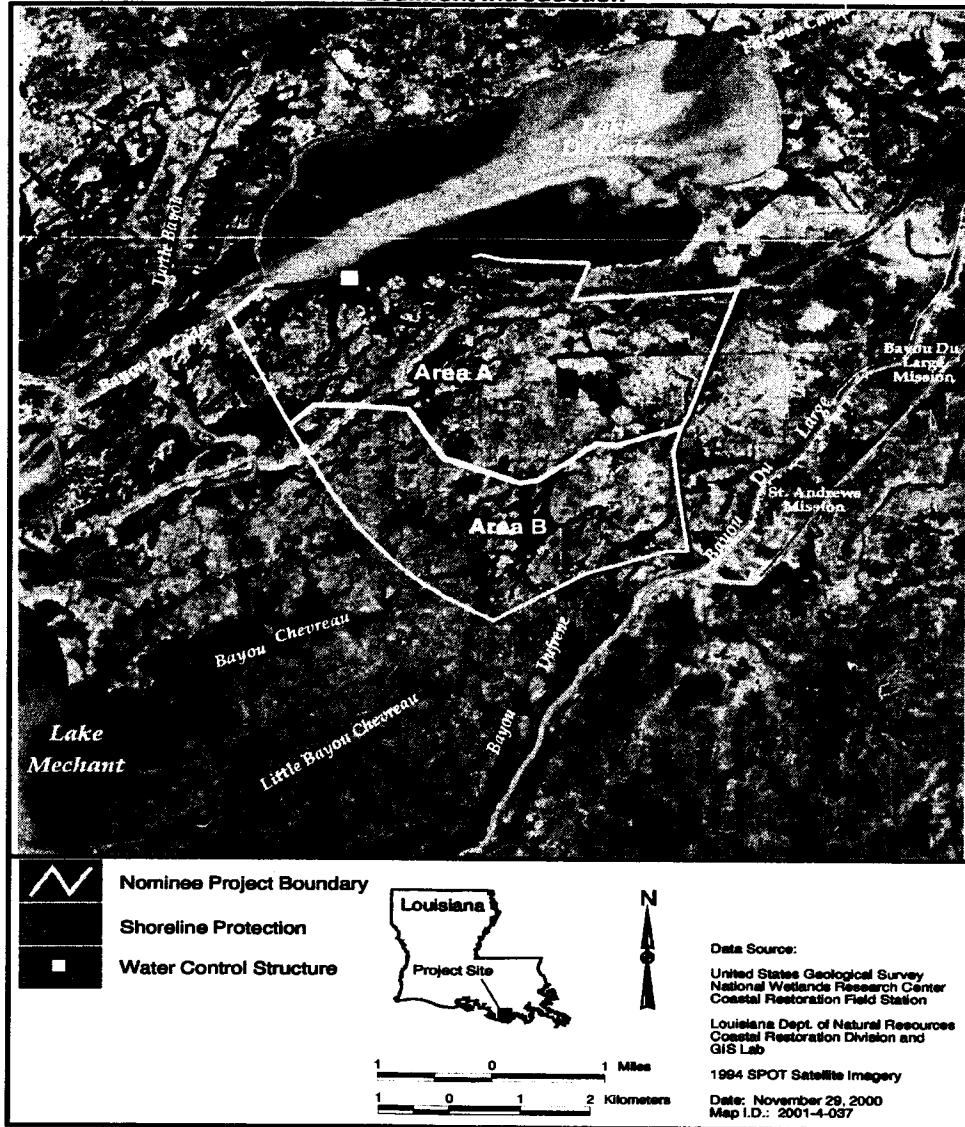 Turtle Bayou
Bayou De Cade
Area A
Area B
Bayou Du
Large
Mission
Bayou Du Large
St. Andrews
Mission
Bayou Chevreau
Little Bayou Chevreau
Bayou Dufrene
Lake
Mechant
Nominee Project Boundary
Shoreline Protection
Water Control Structure
Louisiana
Project Site
N
1 0 1 Miles
1 0 1 2 Kilometers
Data Source:
United States Geological Survey
National Wetlands Research Center
Coastal Restoration Field Station
Louisiana Dept. of Natural Resources
Coastal Restoration Division and
GIS Lab
1994 SPOT Satellite Imagery
Date: November 29, 2000
Map I.D.: 2001-4-037